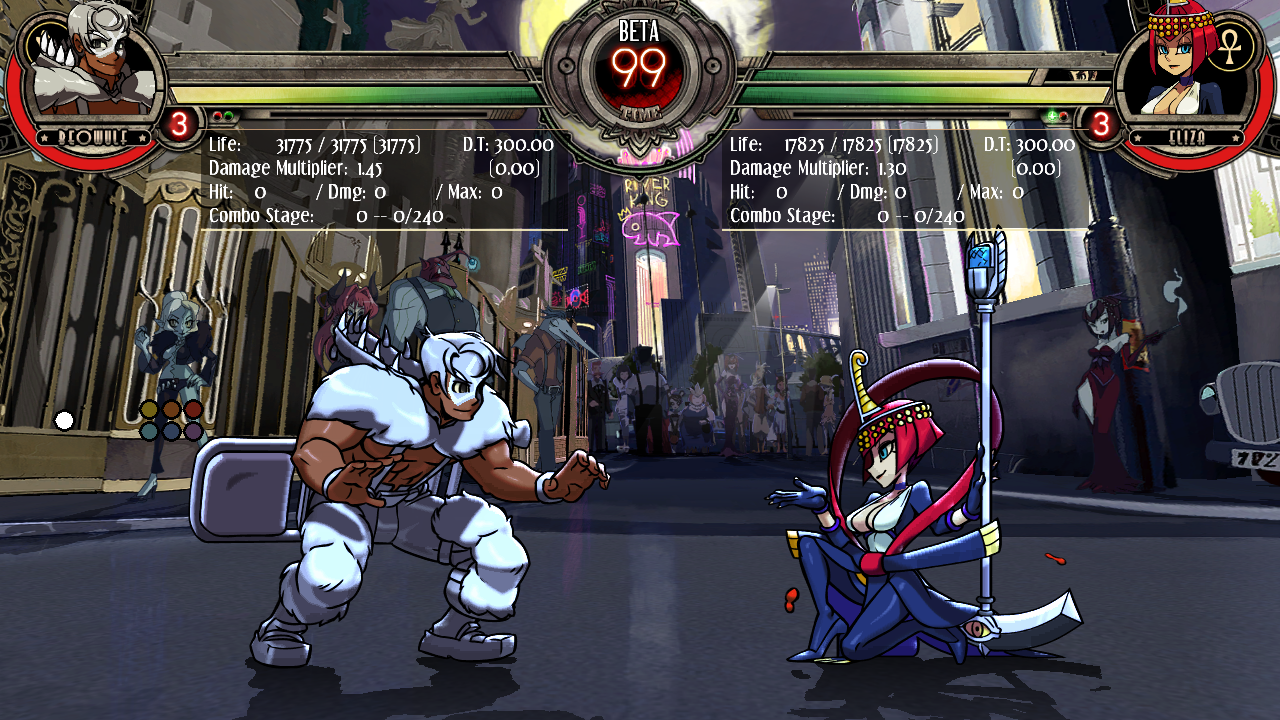 BETA
99
TIME
BEOWULF
3
3
ELIZA
Life: 31775 / 31775 (31775) D.T: 300.00
Damage Multiplier: 1.45 (0.00)
Hit: 0 / Dmg: 0 / Max: 0
Combo Stage: 0 -- 0/240
Life: 17825 / 17825 (17825) D.T: 300.00
Damage Multiplier: 1.30 (0.00)
Hit: 0 / Dmg: 0 / Max: 0
Combo Stage: 0 -- 0/240
RIVER
KING